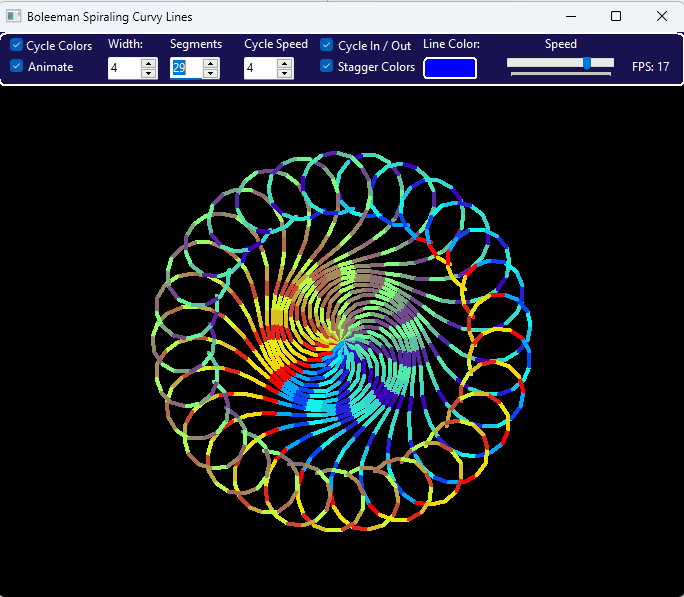 Boleeman Spiraling Curvy Lines
Cycle Colors Width: Segments Cycle Speed Cycle In / Out Line Color: Speed
Animate 4 29 4 Stagger Colors FPS: 17